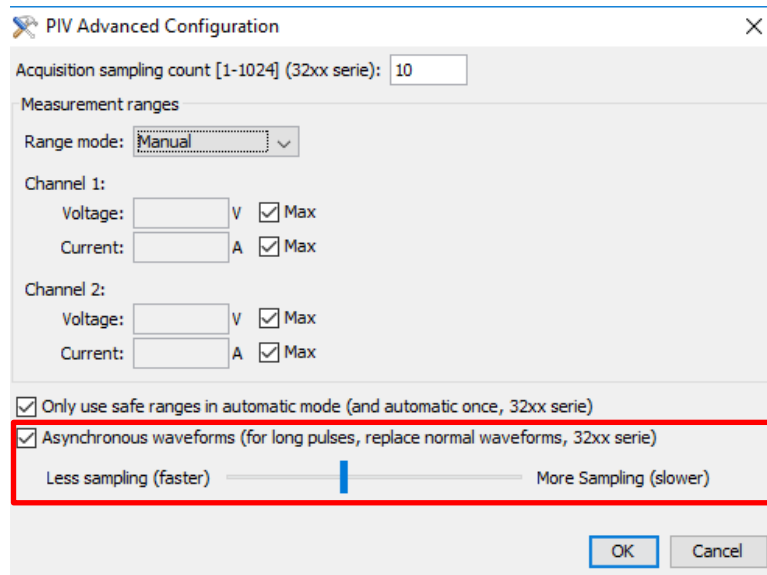 PIV Advanced Configuration
Acquisition sampling count [1-1024] (32xx serie): 10
Measurement ranges
Range mode: Manual
Channel 1:
Voltage: V Max
Current: A Max
Channel 2:
Voltage: V Max
Current: A Max
Only use safe ranges in automatic mode (and automatic once, 32xx serie)
Asynchronous waveforms (for long pulses, replace normal waveforms, 32xx serie)
Less sampling (faster) More Sampling (slower)
OK Cancel